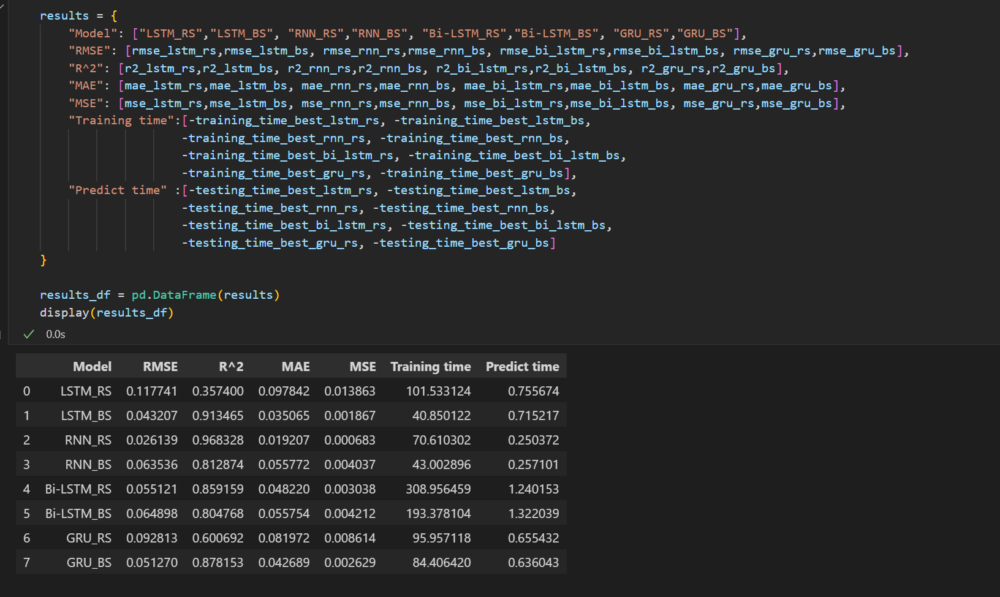 results = {
"Model": ["LSTM_RS","LSTM_BS", "RNN_RS","RNN_BS", "Bi-LSTM_RS","Bi-LSTM_BS", "GRU_RS","GRU_BS"],
"RMSE": [rmse_lstm_rs,rmse_lstm_bs, rmse_rnn_rs,rmse_rnn_bs, rmse_bi_lstm_rs,rmse_bi_lstm_bs, rmse_gru_rs,rmse_gru_bs],
"R^2": [r2_lstm_rs,r2_lstm_bs, r2_rnn_rs,r2_rnn_bs, r2_bi_lstm_rs,r2_bi_lstm_bs, r2_gru_rs,r2_gru_bs],
"MAE": [mae_lstm_rs,mae_lstm_bs, mae_rnn_rs,mae_rnn_bs, mae_bi_lstm_rs,mae_bi_lstm_bs, mae_gru_rs,mae_gru_bs],
"MSE": [mse_lstm_rs,mse_lstm_bs, mse_rnn_rs,mse_rnn_bs, mse_bi_lstm_rs,mse_bi_lstm_bs, mse_gru_rs,mse_gru_bs],
"Training time":[-training_time_best_lstm_rs, -training_time_best_lstm_bs,
-training_time_best_rnn_rs, -training_time_best_rnn_bs,
-training_time_best_bi_lstm_rs, -training_time_best_bi_lstm_bs,
-training_time_best_gru_rs, -training_time_best_gru_bs],
"Predict time" :[-testing_time_best_lstm_rs, -testing_time_best_lstm_bs,
-testing_time_best_rnn_rs, -testing_time_best_rnn_bs,
-testing_time_best_bi_lstm_rs, -testing_time_best_bi_lstm_bs,
-testing_time_best_gru_rs, -testing_time_best_gru_bs]
}
results_df = pd.DataFrame(results)
display(results_df)
0.0s
Model RMSE R^2 MAE MSE Training time Predict time
0 LSTM_RS 0.117741 0.357400 0.097842 0.013863 101.533124 0.755674
1 LSTM_BS 0.043207 0.913465 0.035065 0.001867 40.850122 0.715217
2 RNN_RS 0.026139 0.968328 0.019207 0.000683 70.610302 0.250372
3 RNN_BS 0.063536 0.812874 0.055772 0.004037 43.002896 0.257101
4 Bi-LSTM_RS 0.055121 0.859159 0.048220 0.003038 308.956459 1.240153
5 Bi-LSTM_BS 0.064898 0.804768 0.055754 0.004212 193.378104 1.322039
6 GRU_RS 0.092813 0.600692 0.081972 0.008614 95.957118 0.655432
7 GRU_BS 0.051270 0.878153 0.042689 0.002629 84.406420 0.636043